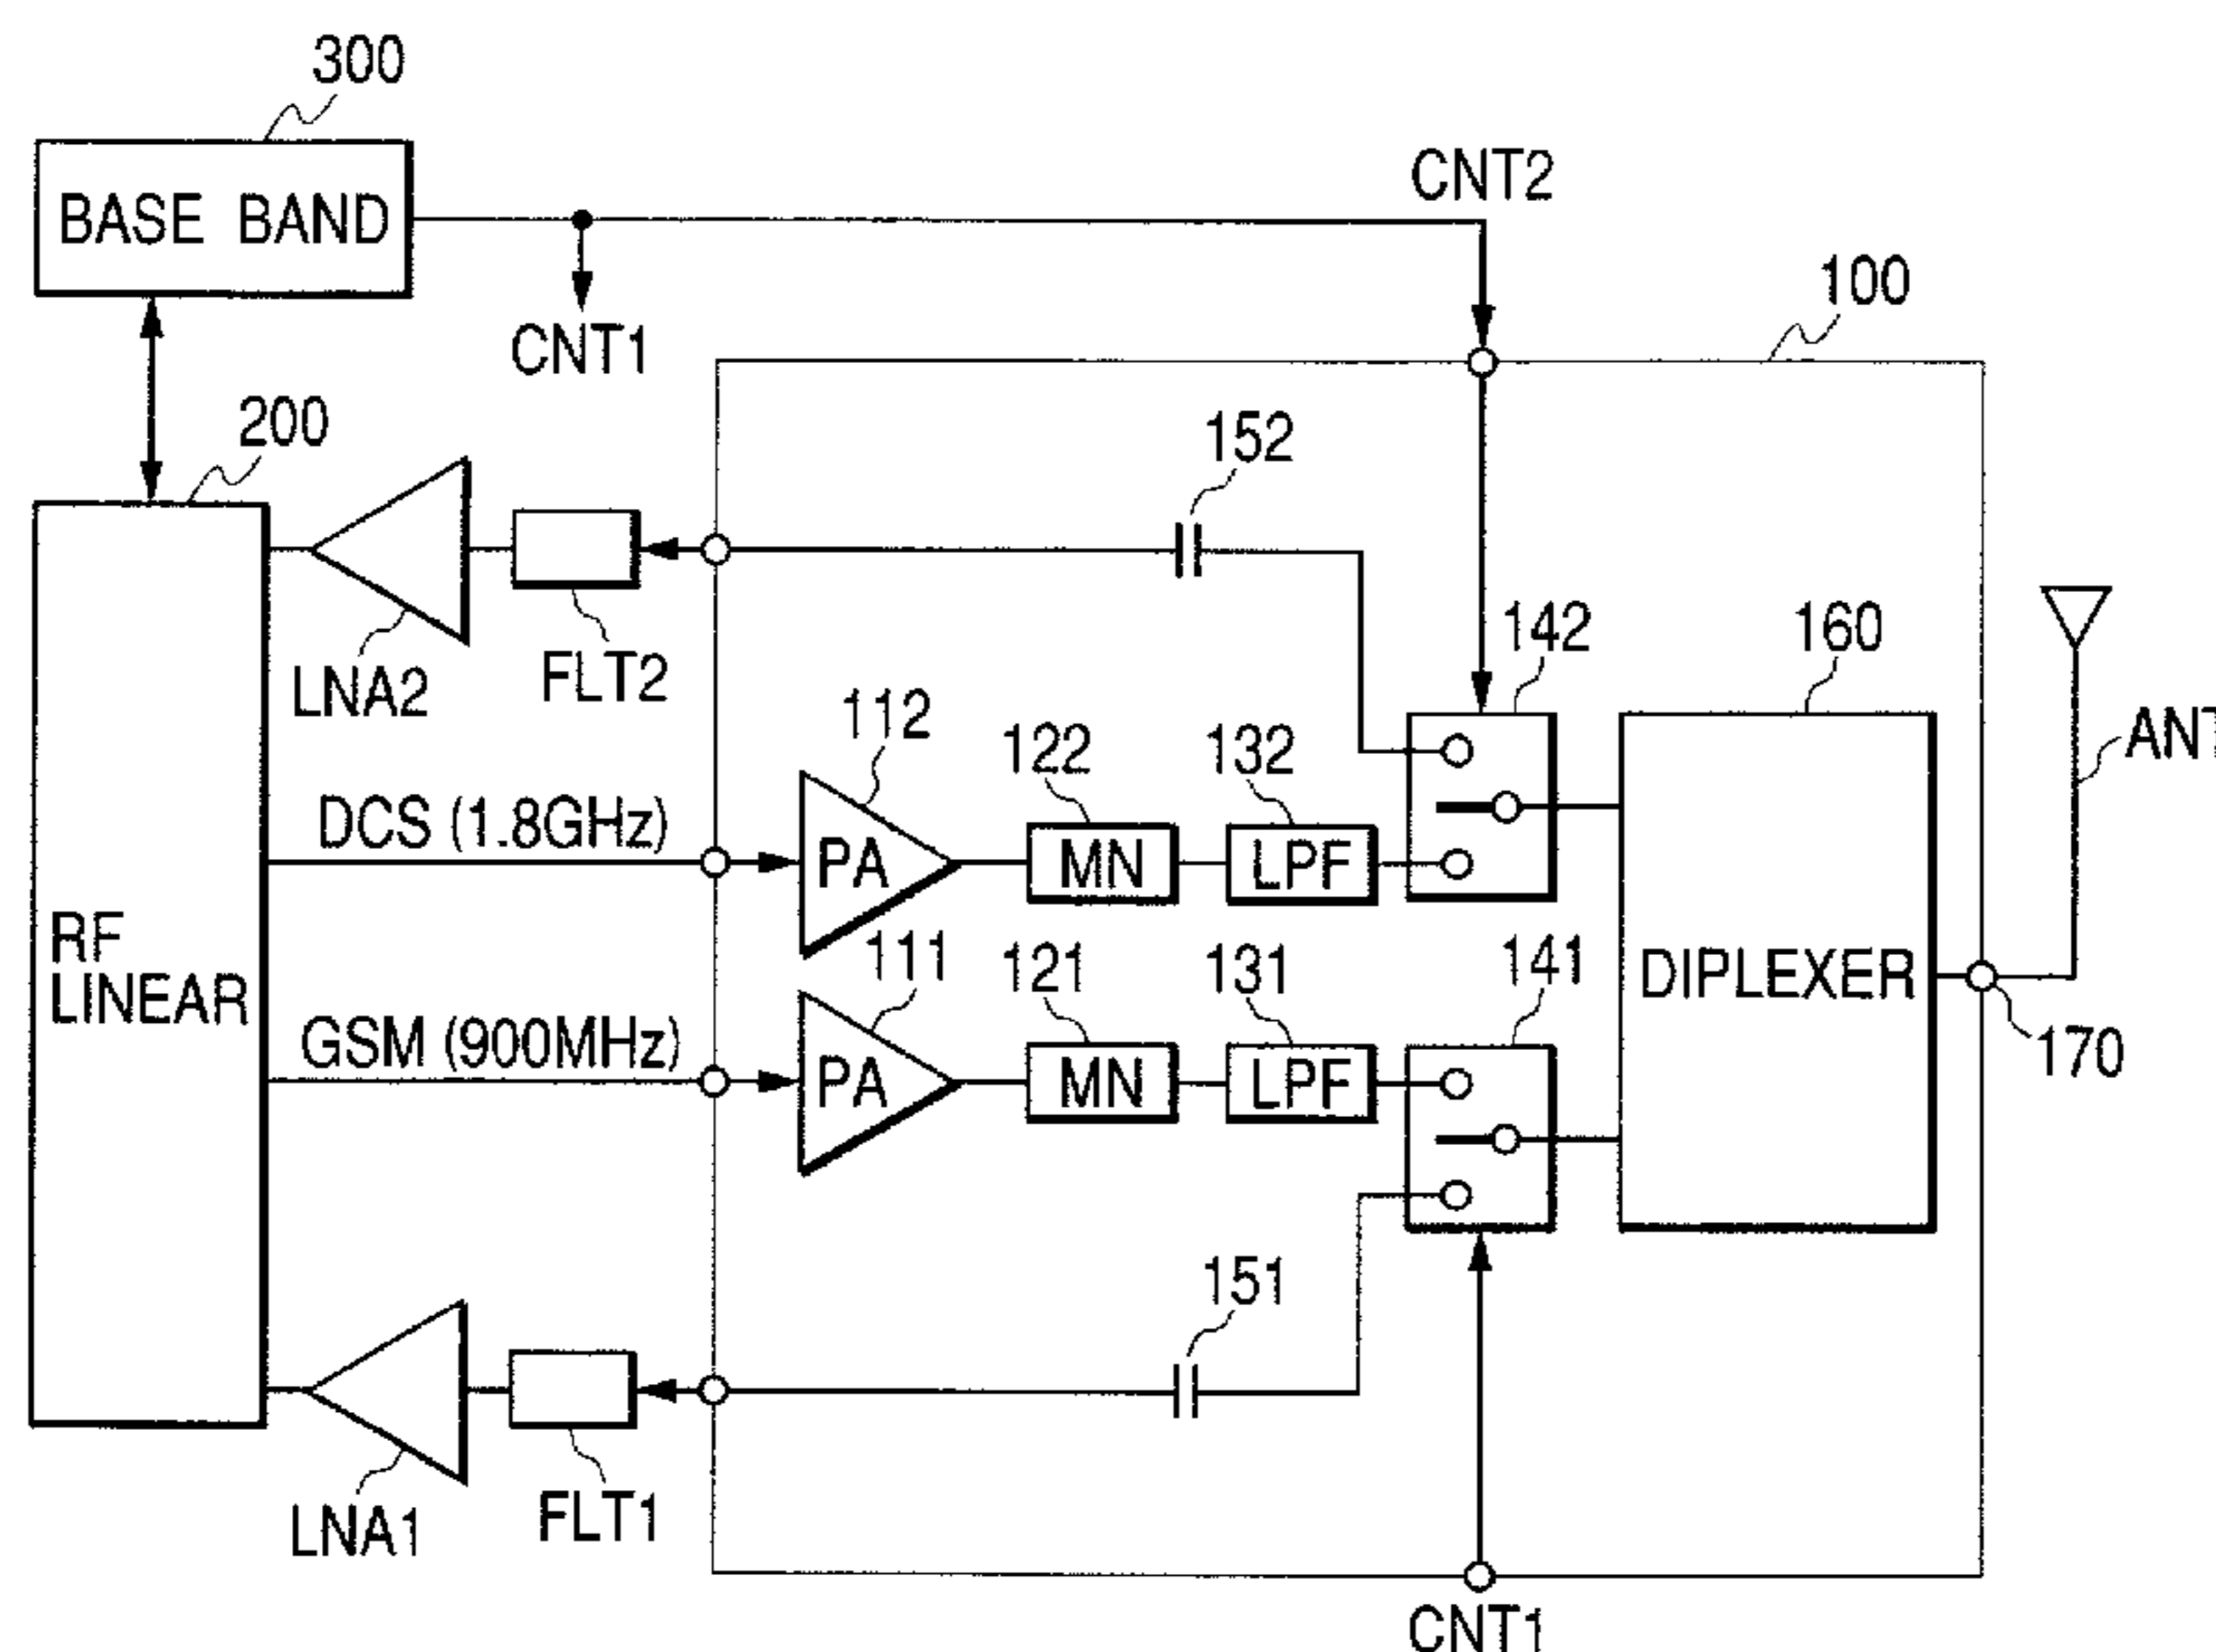 300
BASE BAND
CNT2
CNT1
100
200
152
LNA2
FLT2
142
160
112
122
132
ANT
DCS (1.8GHz)
PA
MN
LPF
RF
LINEAR
111
121
131
141
DIPLEXER
GSM (900MHz)
PA
MN
LPF
170
151
LNA1
FLT1
CNT1